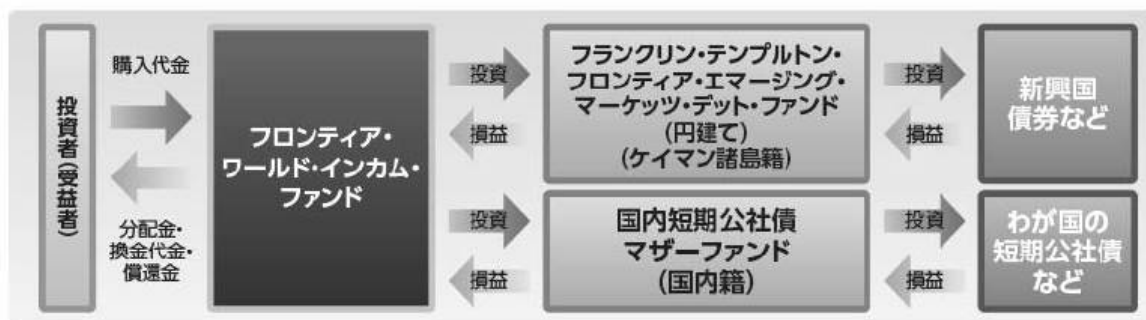 投資者(受益者)
購入代金
分配金・
換金代金・
償還金
フロンティア・
ワールド・インカム・
ファンド
投資
損益
フランクリン・テンプルトン・
フロンティア・エマージング・
マーケッツ・デット・ファンド
(円建て)
(ケイマン諸島籍)
投資
損益
新興国
債券など
投資
損益
国内短期公社債
マザーファンド
(国内籍)
投資
損益
わが国の
短期公社債
など